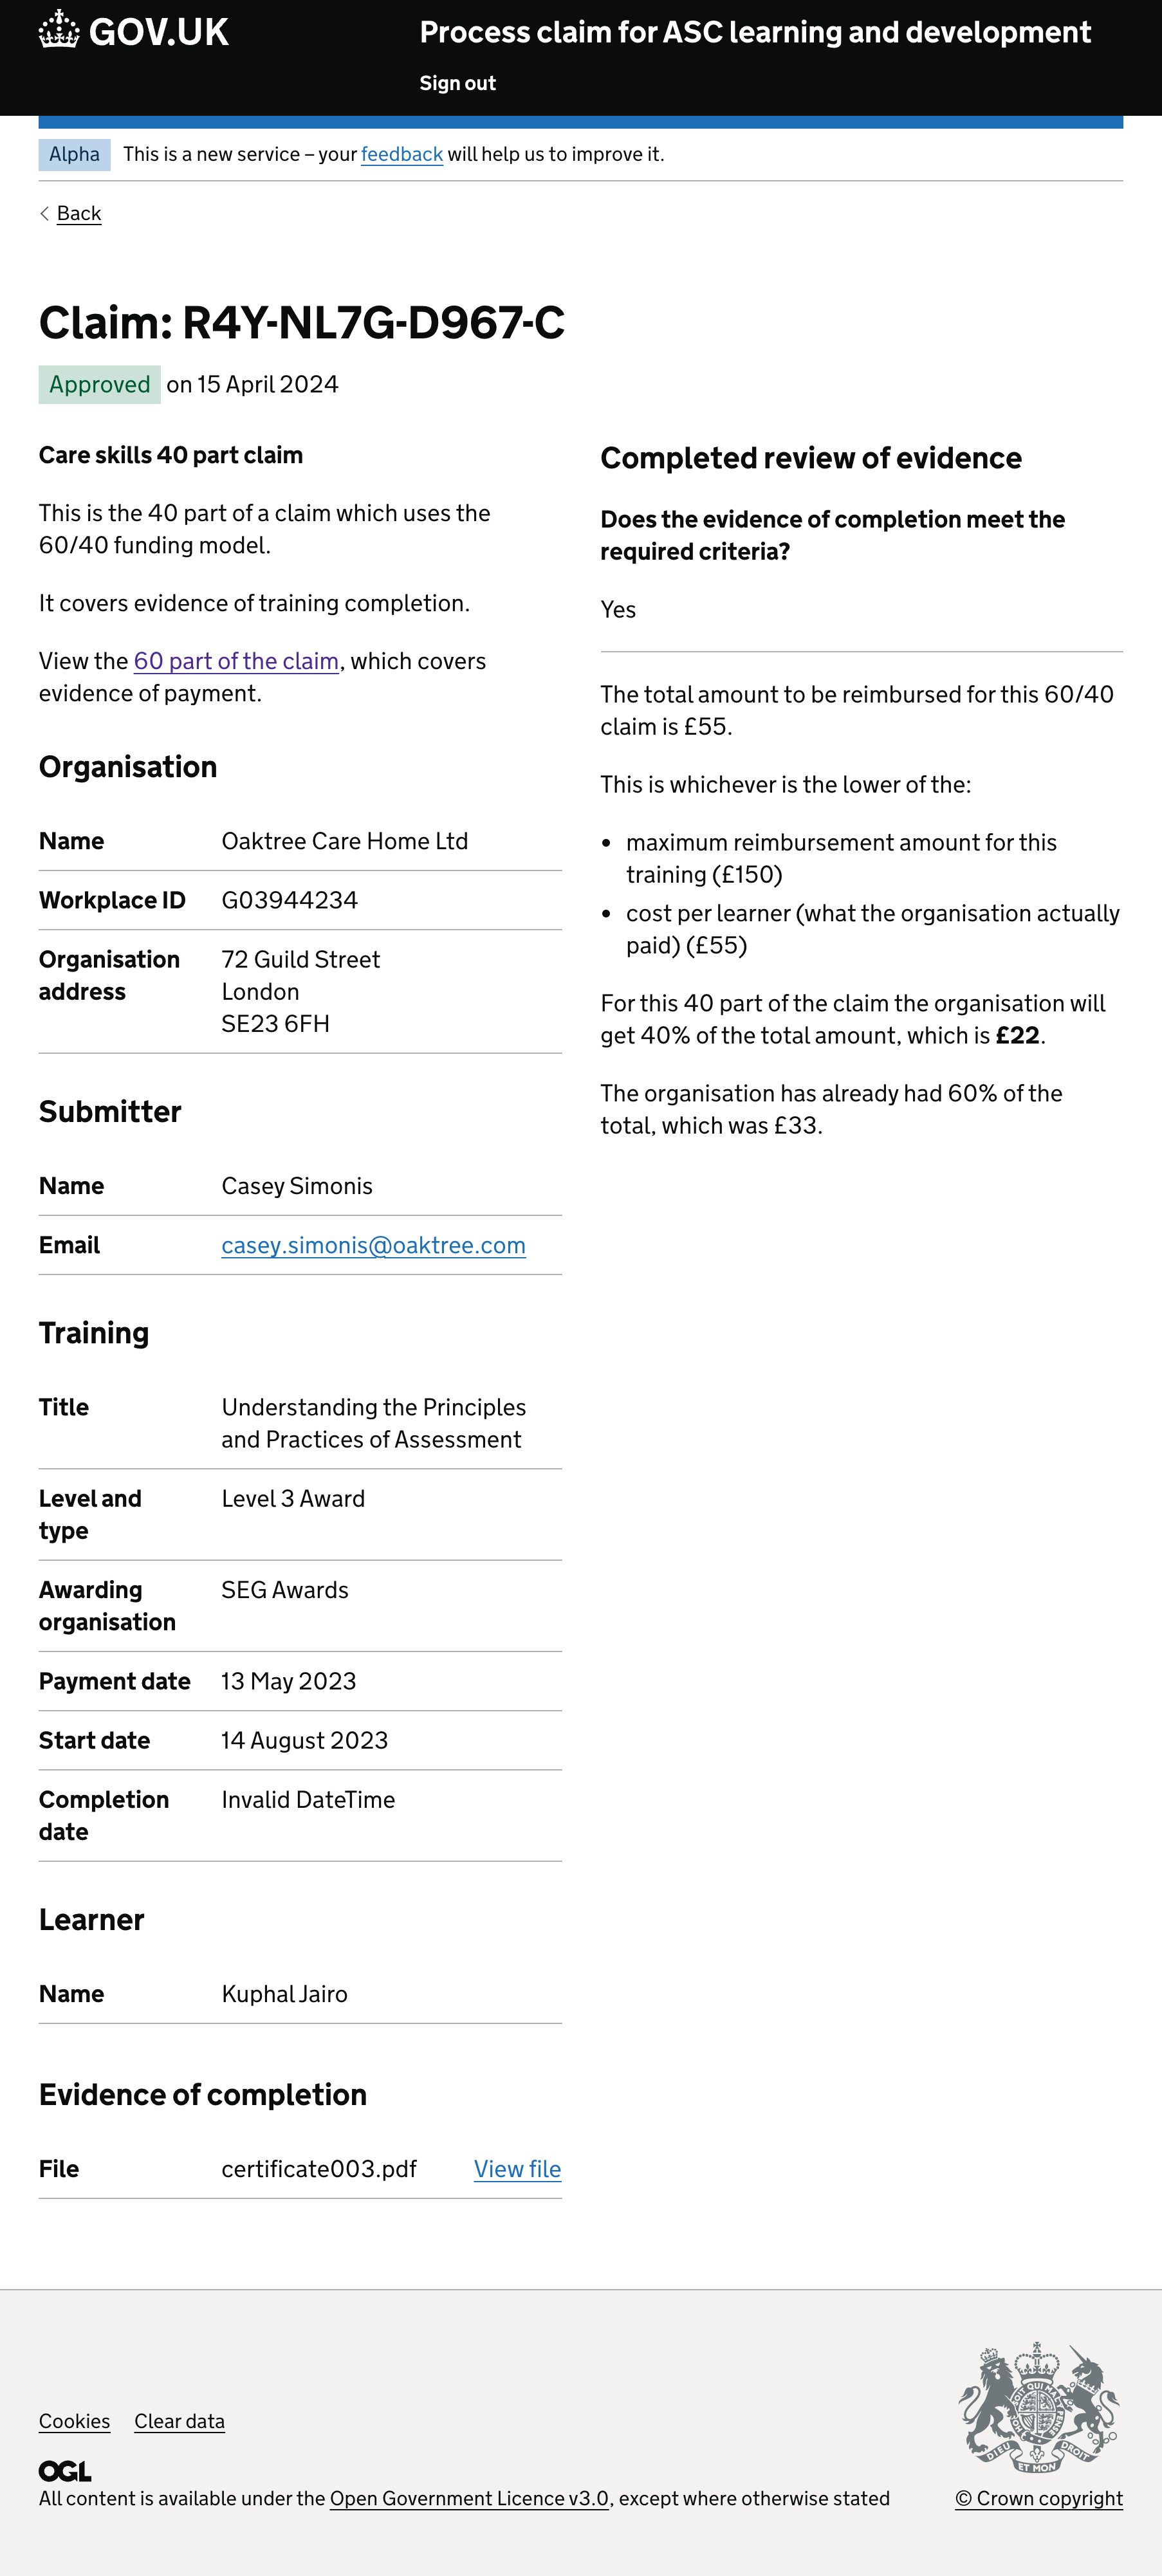 GOV.UK
Process claim for ASC learning and development
Sign out
Alpha
This is a new service – your feedback will help us to improve it.
Back
Claim: R4Y-NL7G-D967-C
Approved on 15 April 2024
Care skills 40 part claim
This is the 40 part of a claim which uses the
60/40 funding model.
It covers evidence of training completion.
View the 60 part of the claim, which covers
evidence of payment.
Organisation
Name Oaktree Care Home Ltd
Workplace ID G03944234
Organisation address 72 Guild Street
London
SE23 6FH
Submitter
Name Casey Simonis
Email casey.simonis@oaktree.com
Training
Title Understanding the Principles
and Practices of Assessment
Level and type Level 3 Award
Awarding organisation SEG Awards
Payment date 13 May 2023
Start date 14 August 2023
Completion date Invalid DateTime
Learner
Name Kuphal Jairo
Evidence of completion
File certificate003.pdf View file
Completed review of evidence
Does the evidence of completion meet the
required criteria?
Yes
The total amount to be reimbursed for this 60/40
claim is £55.
This is whichever is the lower of the:
• maximum reimbursement amount for this
training (£150)
• cost per learner (what the organisation actually
paid) (£55)
For this 40 part of the claim the organisation will
get 40% of the total amount, which is £22.
The organisation has already had 60% of the
total, which was £33.
Cookies Clear data
OGL
All content is available under the Open Government Licence v3.0, except where otherwise stated
DIEU ET MON DROIT
© Crown copyright